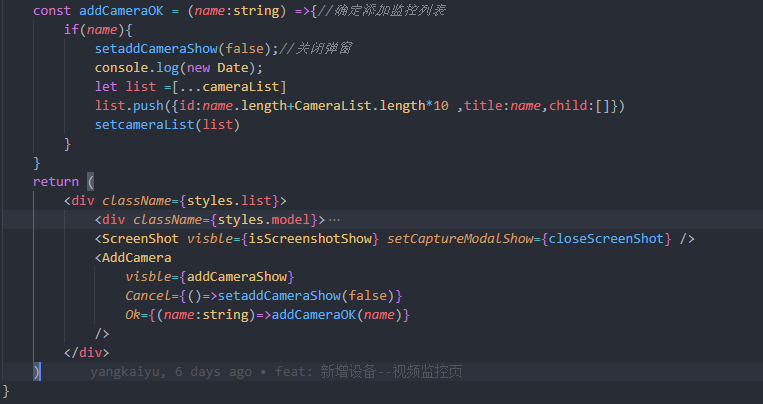 const addCameraOK = (name:string) =>{//确定添加监控列表
if(name){
setaddCameraShow(false);//关闭弹窗
console.log(new Date);
let list =[...cameraList]
list.push({id:name.length+CameraList.length*10 ,title:name,child:[]})
setcameraList(list)
}
}
return (
<div className={styles.list}>
<div className={styles.model}>⋯
<ScreenShot visble={isScreenshotShow} setCaptureModalShow={closeScreenShot} />
<AddCamera
visble={addCameraShow}
Cancel={()=>setaddCameraShow(false)}
Ok={(name:string)=>addCameraOK(name)}
/>
</div>
) yangkaiyu, 6 days ago • feat: 新增设备--视频监控页
}